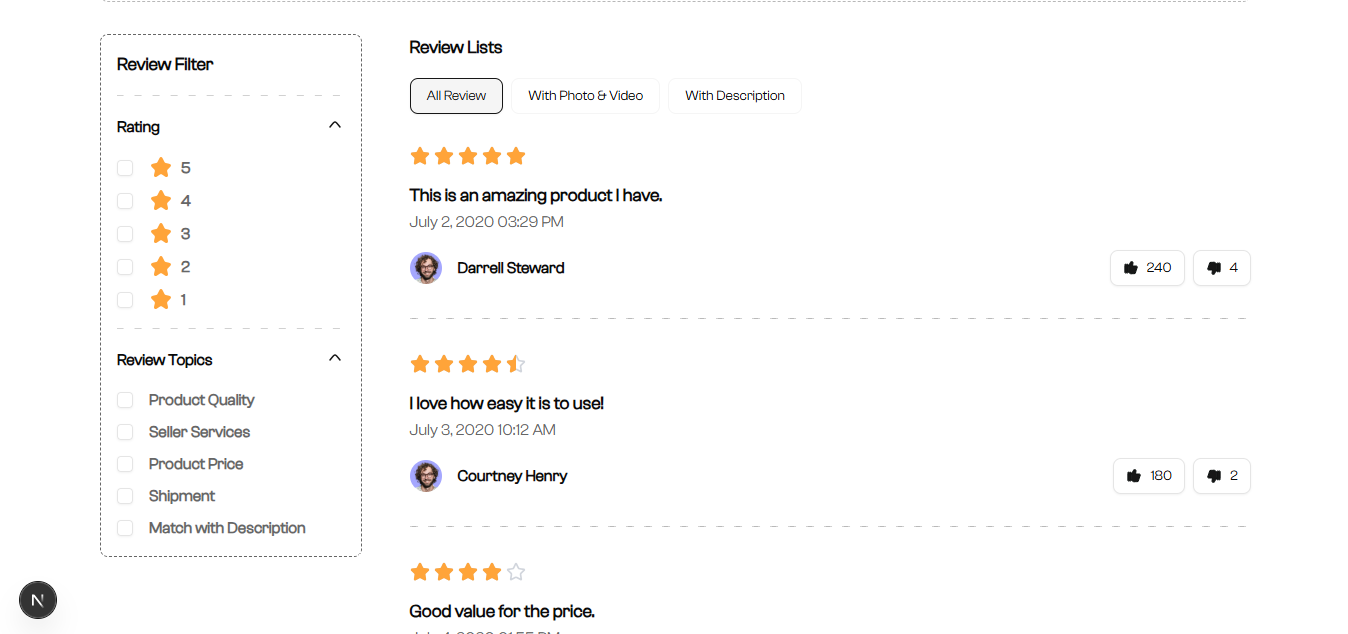 Review Filter
Rating
5
4
3
2
1
Review Topics
Product Quality
Seller Services
Product Price
Shipment
Match with Description
Review Lists
All Review
With Photo & Video
With Description
This is an amazing product I have.
July 2, 2020 03:29 PM
Darrell Steward
240
4
I love how easy it is to use!
July 3, 2020 10:12 AM
Courtney Henry
180
2
Good value for the price.
N